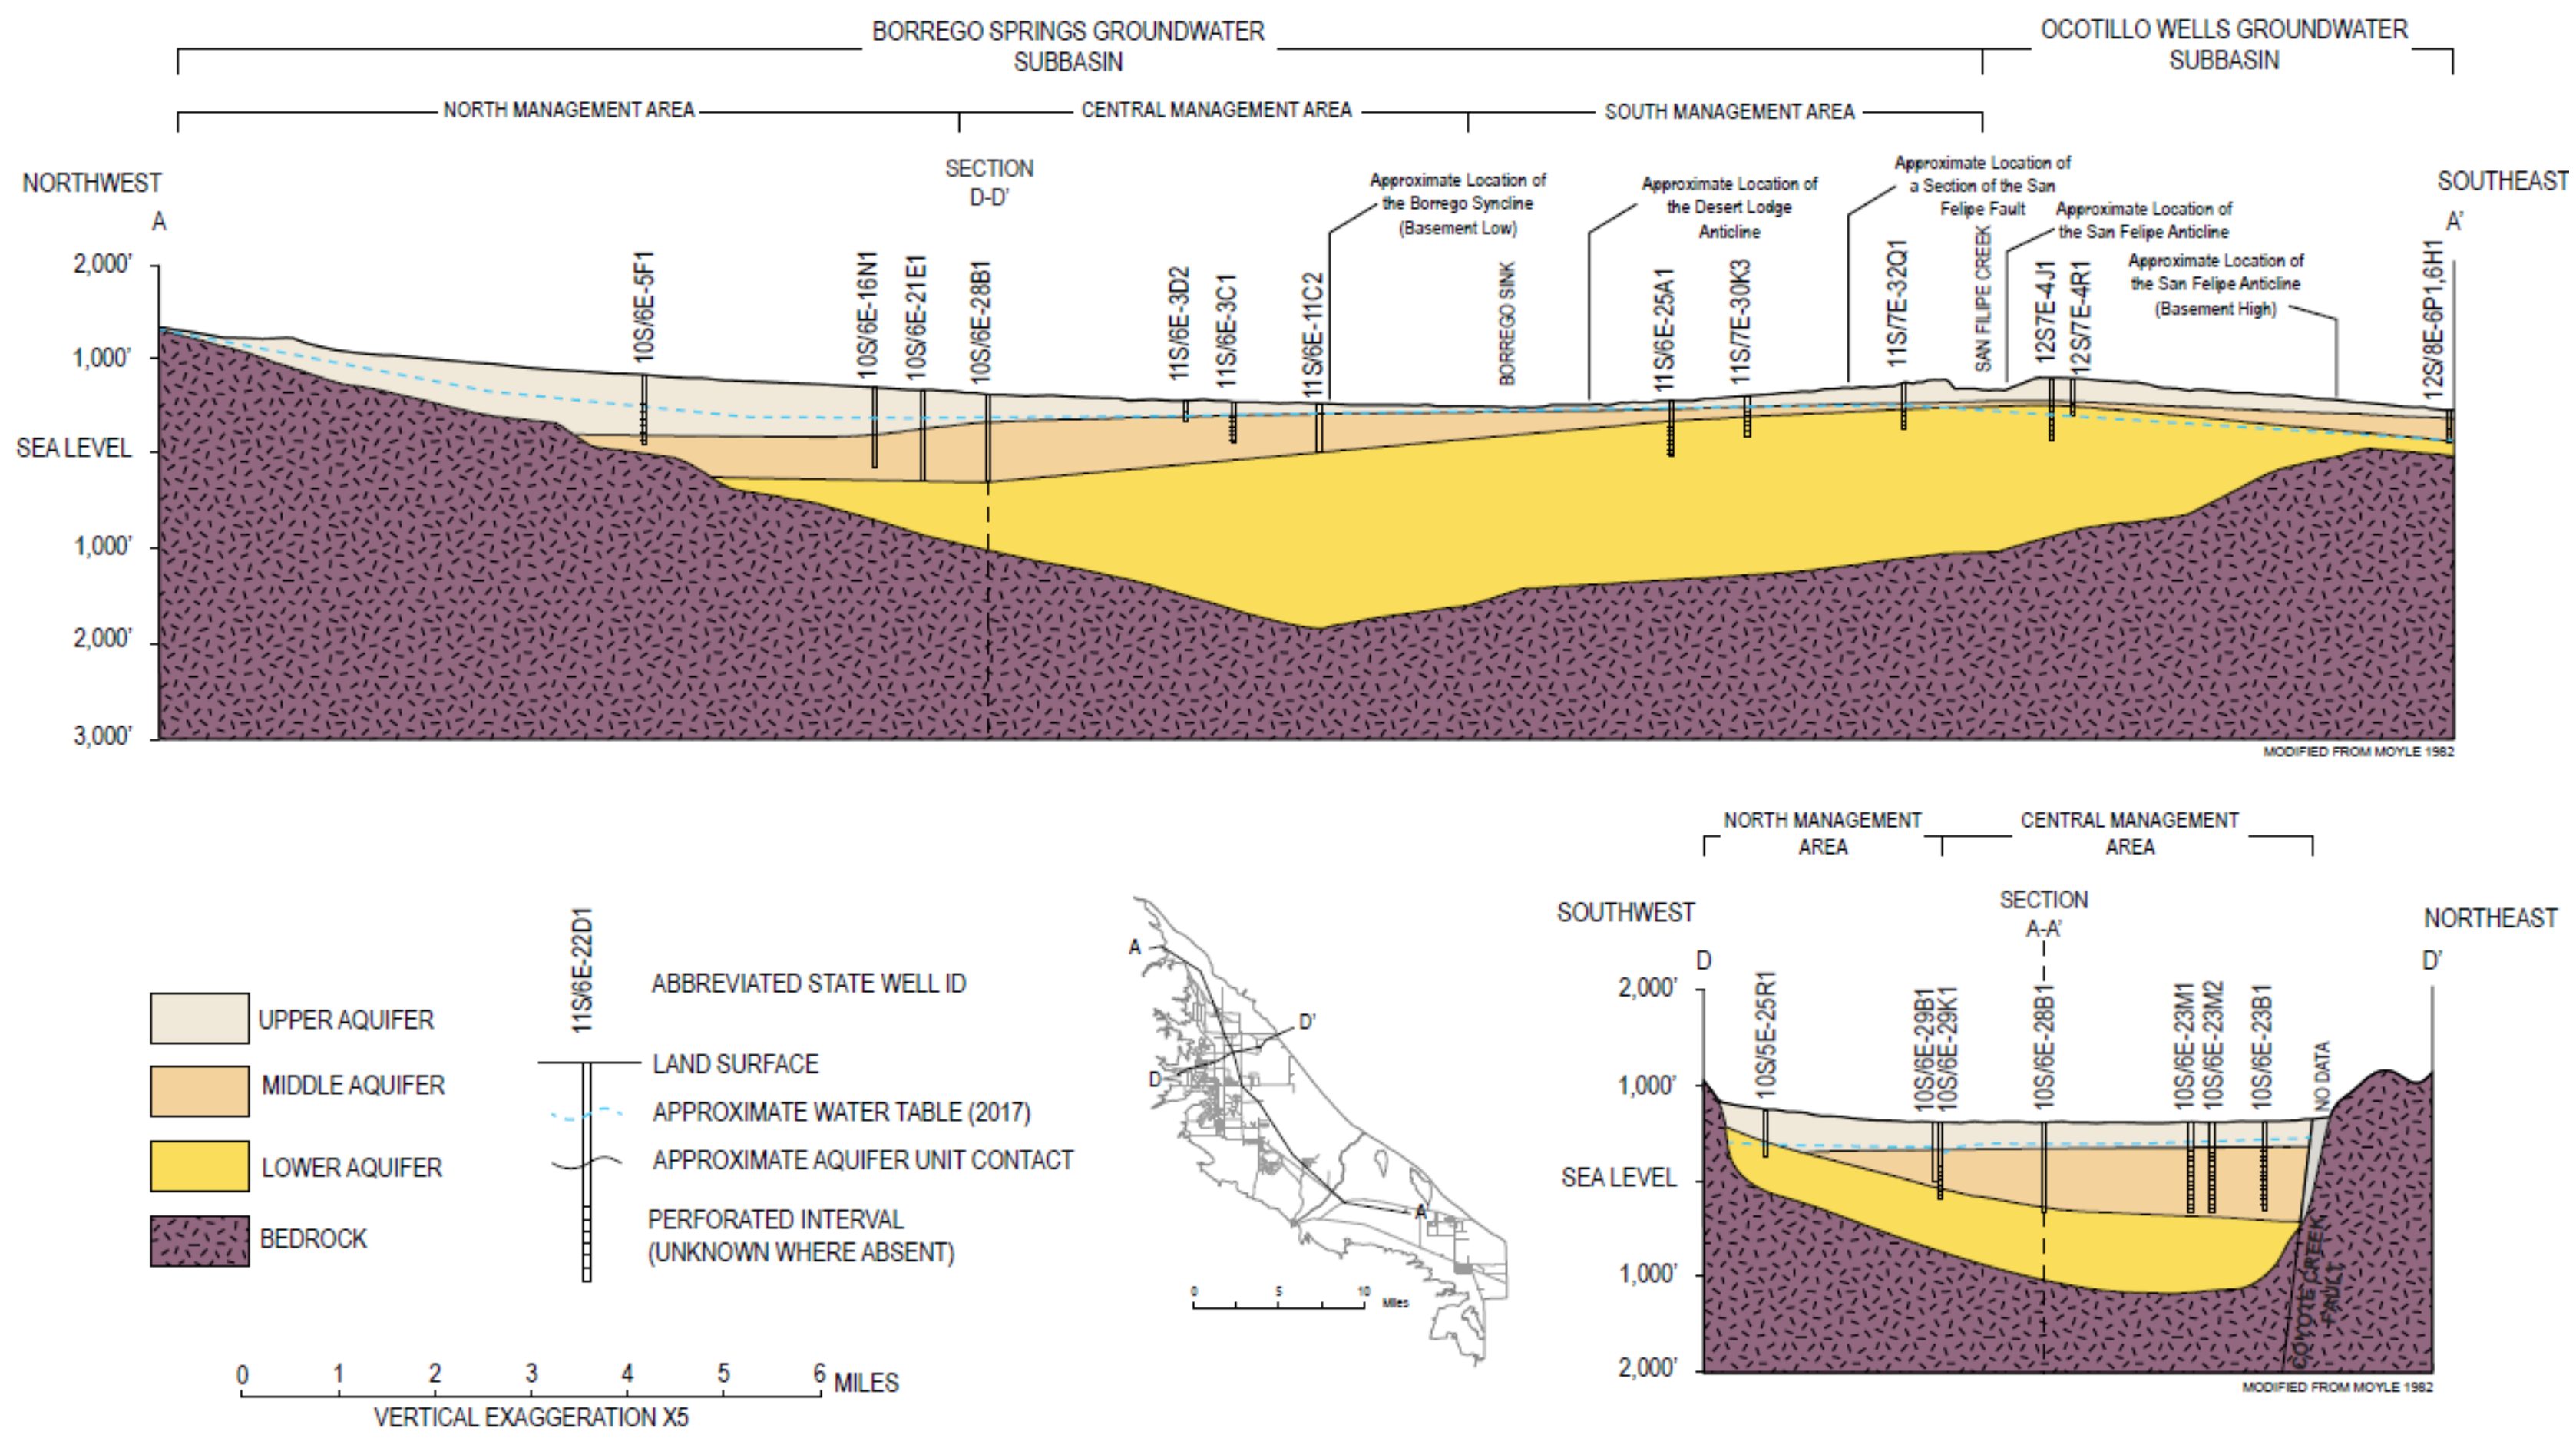 BORREGO SPRINGS GROUNDWATER
SUBBASIN
OCOTILLO WELLS GROUNDWATER
SUBBASIN
NORTH MANAGEMENT AREA
CENTRAL MANAGEMENT AREA
SOUTH MANAGEMENT AREA
NORTHWEST
A
SECTION
D-D'
Approximate Location of
the Borrego Syncline
(Basement Low)
Approximate Location of
the Desert Lodge
Anticline
Approximate Location of
a Section of the San
Felipe Fault
Approximate Location of
the San Felipe Anticline
Approximate Location of
the San Felipe Anticline
(Basement High)
SOUTHEAST
A'
2,000'
1,000'
SEA LEVEL
1,000'
2,000'
3,000'
10S/6E-5F1
10S/6E-16N1
10S/6E-21E1
10S/6E-28B1
11S/6E-3D2
11S/6E-3C1
11S/6E-11C2
BORREGO SINK
11S/6E-25A1
11S/7E-30K3
11S/7E-32Q1
SAN FILIPE CREEK
12S7E-4J1
12S/7E-4R1
12S/8E-6P1,6H1
MODIFIED FROM MOYLE 1982
UPPER AQUIFER
MIDDLE AQUIFER
LOWER AQUIFER
BEDROCK
11S/6E-22D1
ABBREVIATED STATE WELL ID
LAND SURFACE
APPROXIMATE WATER TABLE (2017)
APPROXIMATE AQUIFER UNIT CONTACT
PERFORATED INTERVAL
(UNKNOWN WHERE ABSENT)
0 1 2 3 4 5 6 MILES
VERTICAL EXAGGERATION X5
A
D'
D
A'
0 5 10 Miles
NORTH MANAGEMENT
AREA
CENTRAL MANAGEMENT
AREA
SOUTHWEST
D
SECTION
A-A'
NORTHEAST
D'
2,000'
1,000'
SEA LEVEL
1,000'
2,000'
10S/5E-25R1
10S/6E-29B1
10S/6E-29K1
10S/6E-28B1
10S/6E-23M1
10S/6E-23M2
10S/6E-23B1
NO DATA
COYOTE CREEK
FAULT
MODIFIED FROM MOYLE 1982